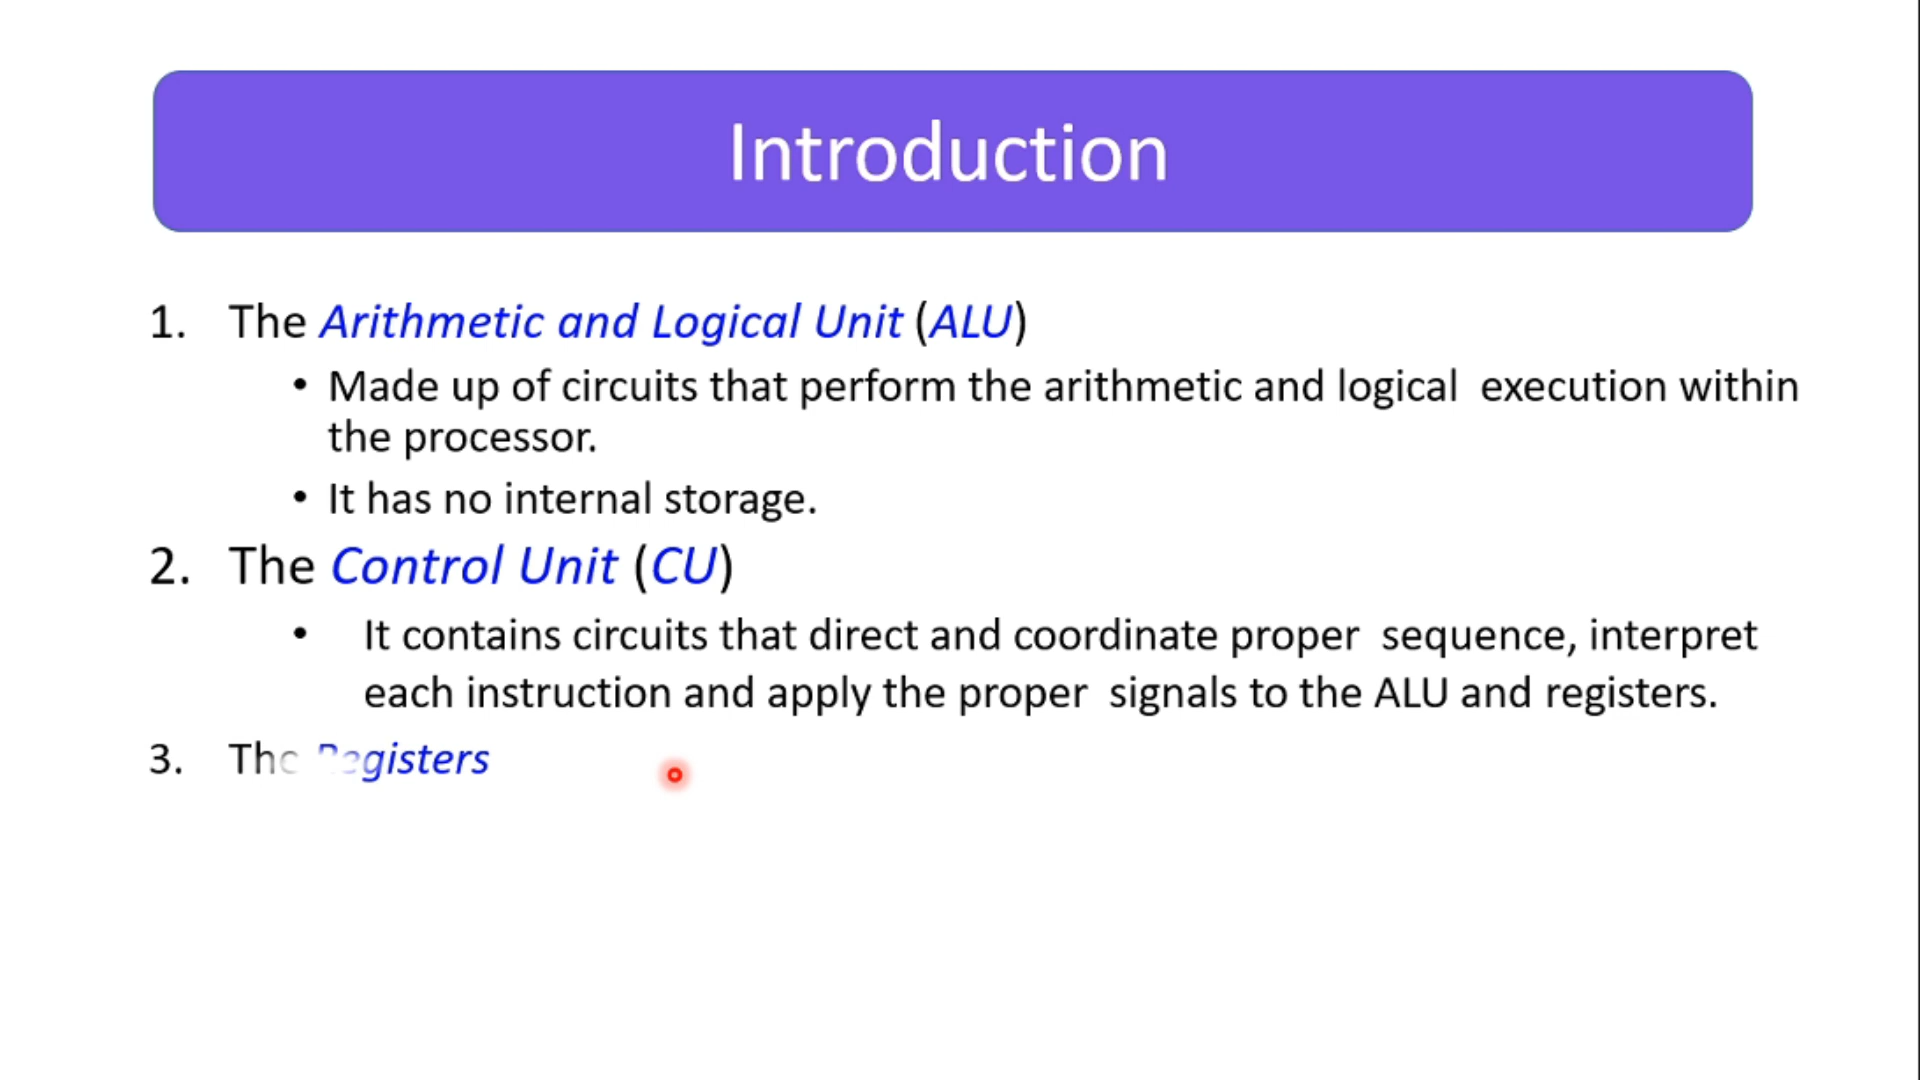 Introduction
1. The Arithmetic and Logical Unit (ALU)
• Made up of circuits that perform the arithmetic and logical execution within
the processor.
• It has no internal storage.
2. The Control Unit (CU)
• It contains circuits that direct and coordinate proper sequence, interpret
each instruction and apply the proper signals to the ALU and registers.
3. The Registers